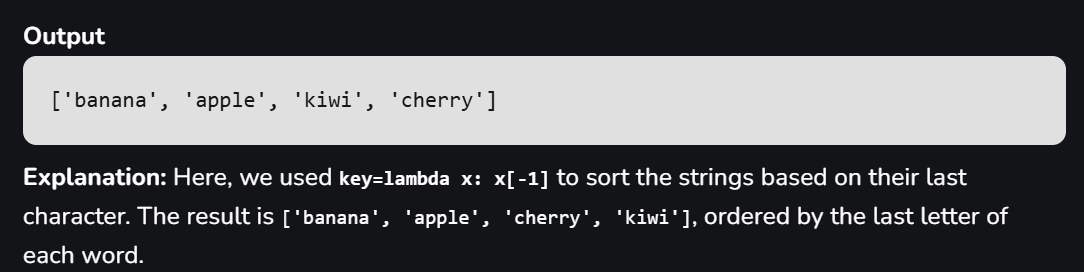 Output
['banana', 'apple', 'kiwi', 'cherry']
Explanation: Here, we used key=lambda x: x[-1] to sort the strings based on their last
character. The result is ['banana', 'apple', 'cherry', 'kiwi'], ordered by the last letter of
each word.